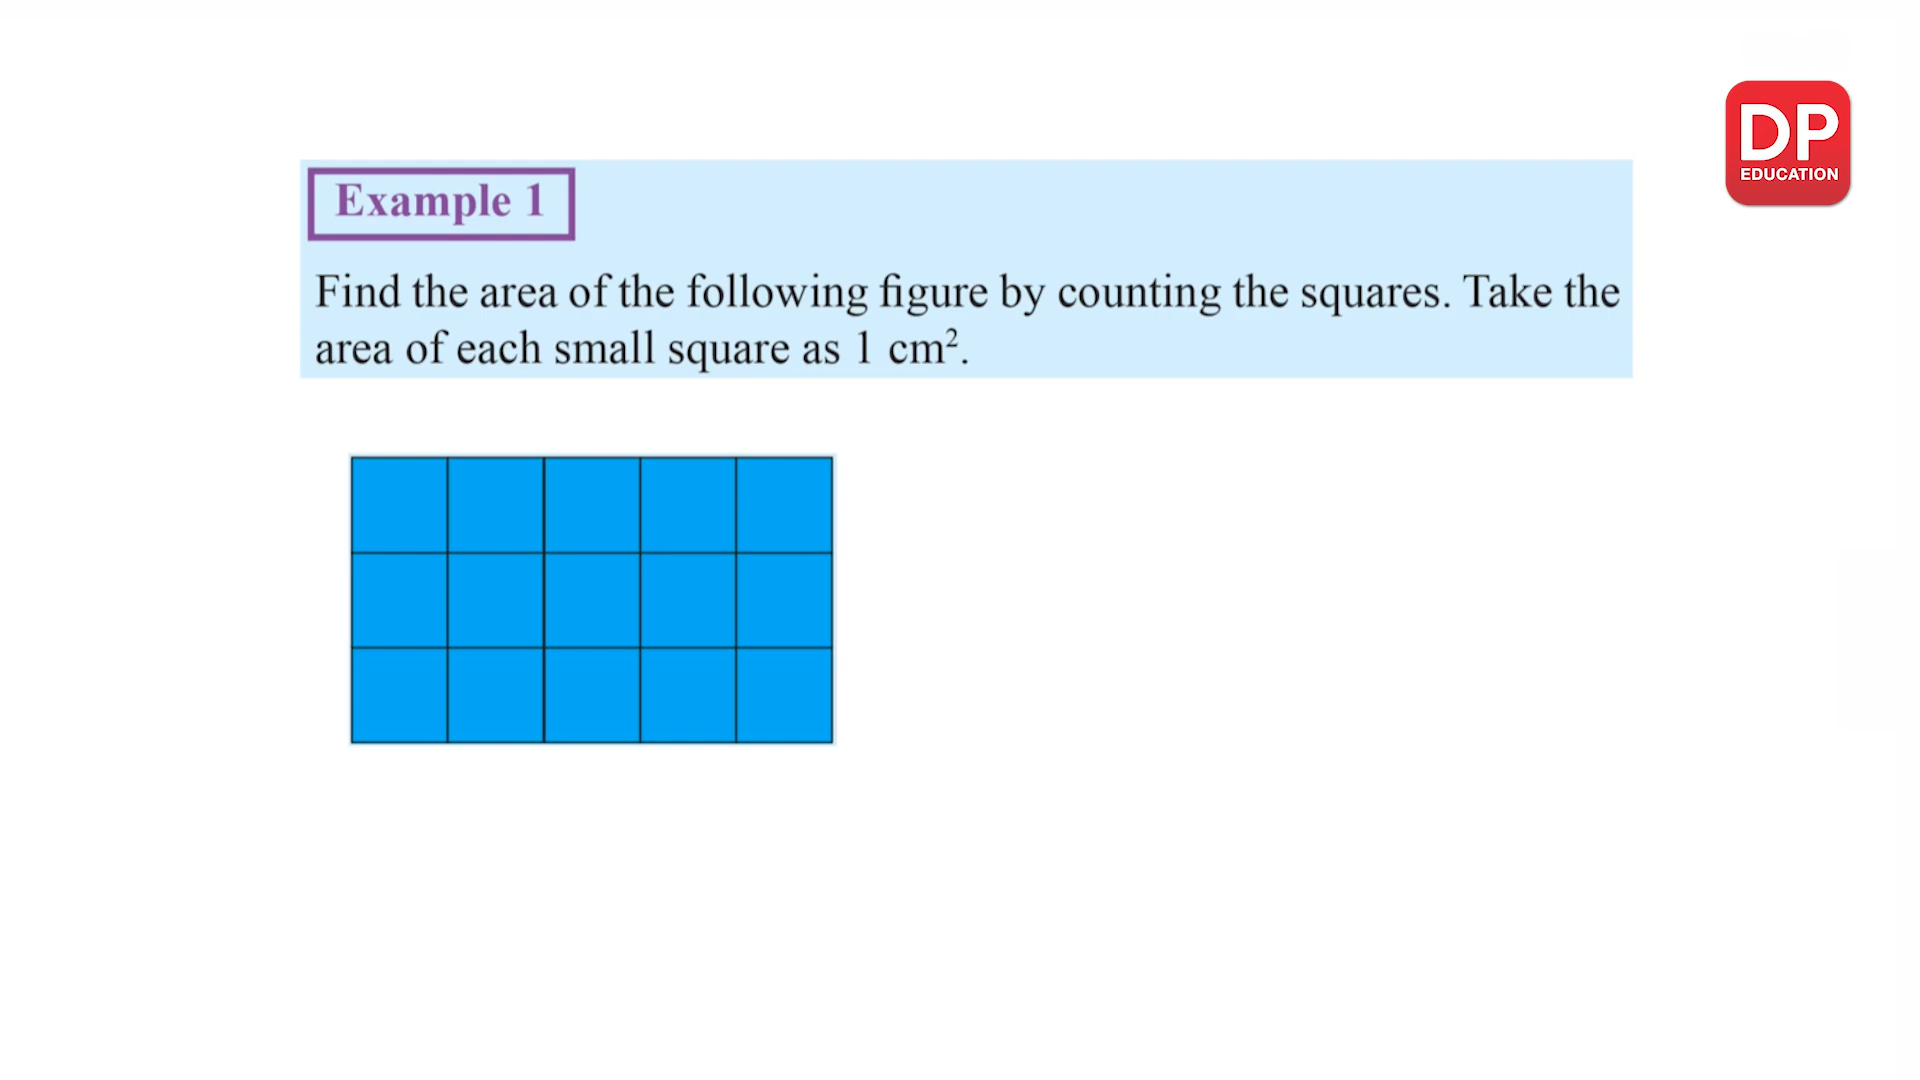 DP
EDUCATION
Example 1
Find the area of the following figure by counting the squares. Take the
area of each small square as 1 cm².